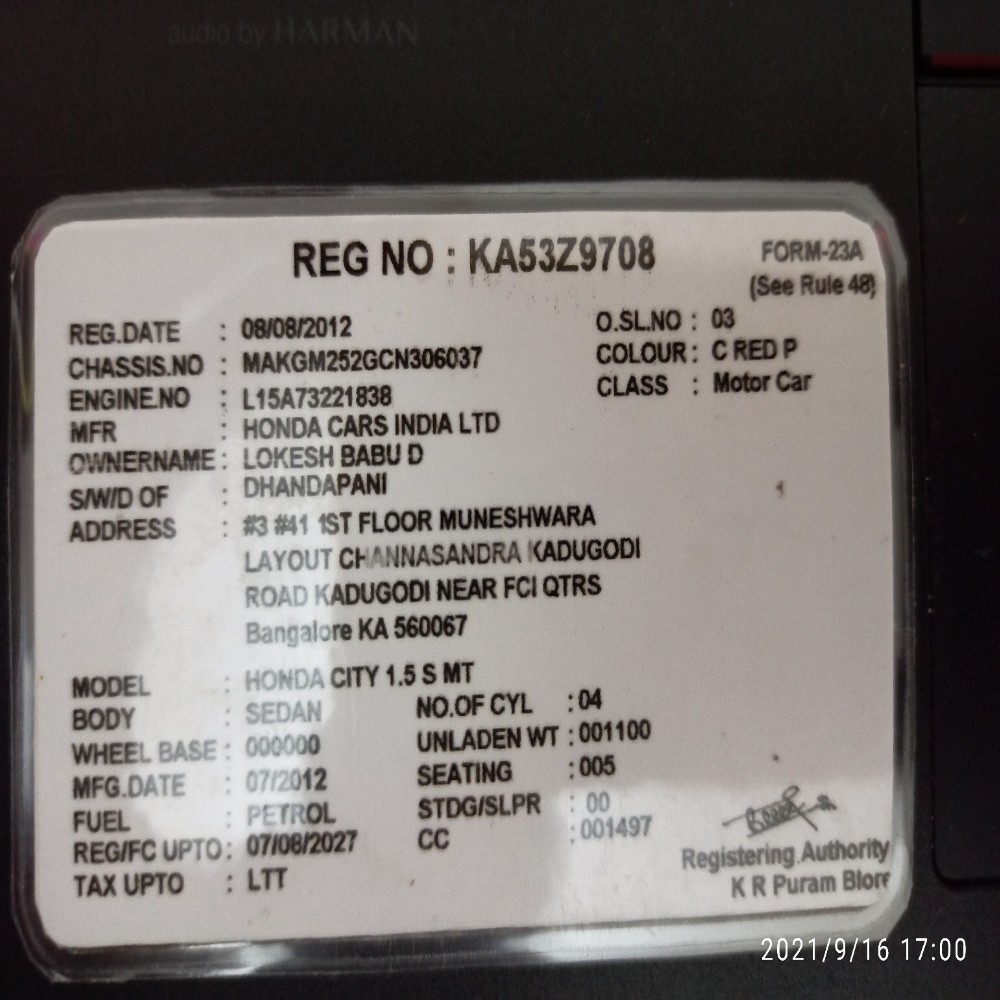 audio by HARMAN
REG NO : KA53Z9708
FORM-23A
(See Rule 48)
REG.DATE : 08/08/2012
O.SL.NO : 03
CHASSIS.NO : MAKGM252GCN306037
COLOUR : C RED P
ENGINE.NO : L15A73221838
CLASS : Motor Car
MFR : HONDA CARS INDIA LTD
OWNERNAME : LOKESH BABU D
S/W/D OF : DHANDAPANI
ADDRESS : #3 #41 1ST FLOOR MUNESHWARA
LAYOUT CHANNASANDRA KADUGODI
ROAD KADUGODI NEAR FCI QTRS
Bangalore KA 560067
MODEL : HONDA CITY 1.5 S MT
BODY : SEDAN
NO.OF CYL : 04
WHEEL BASE : 000000
UNLADEN WT : 001100
MFG.DATE : 07/2012
SEATING : 005
FUEL : PETROL
STDG/SLPR : 00
REG/FC UPTO : 07/08/2027
CC : 001497
TAX UPTO : LTT
Registering Authority
K R Puram Blore
2021/9/16 17:00